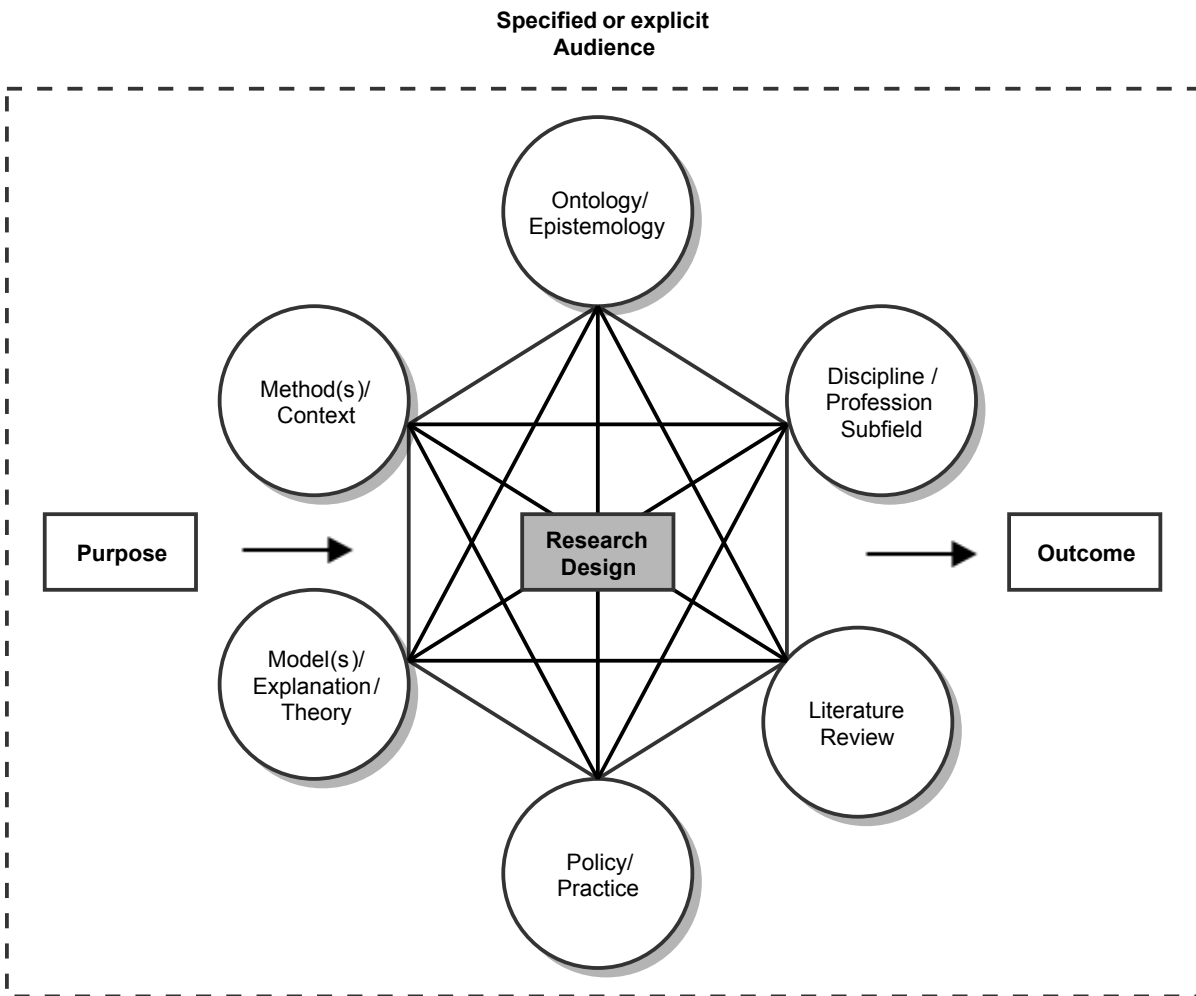 Specified or explicit
Audience
Ontology/
Epistemology
Method(s)/
Context
Discipline /
Profession
Subfield
Purpose
Research
Design
Outcome
Model(s)/
Explanation/
Theory
Literature
Review
Policy/
Practice